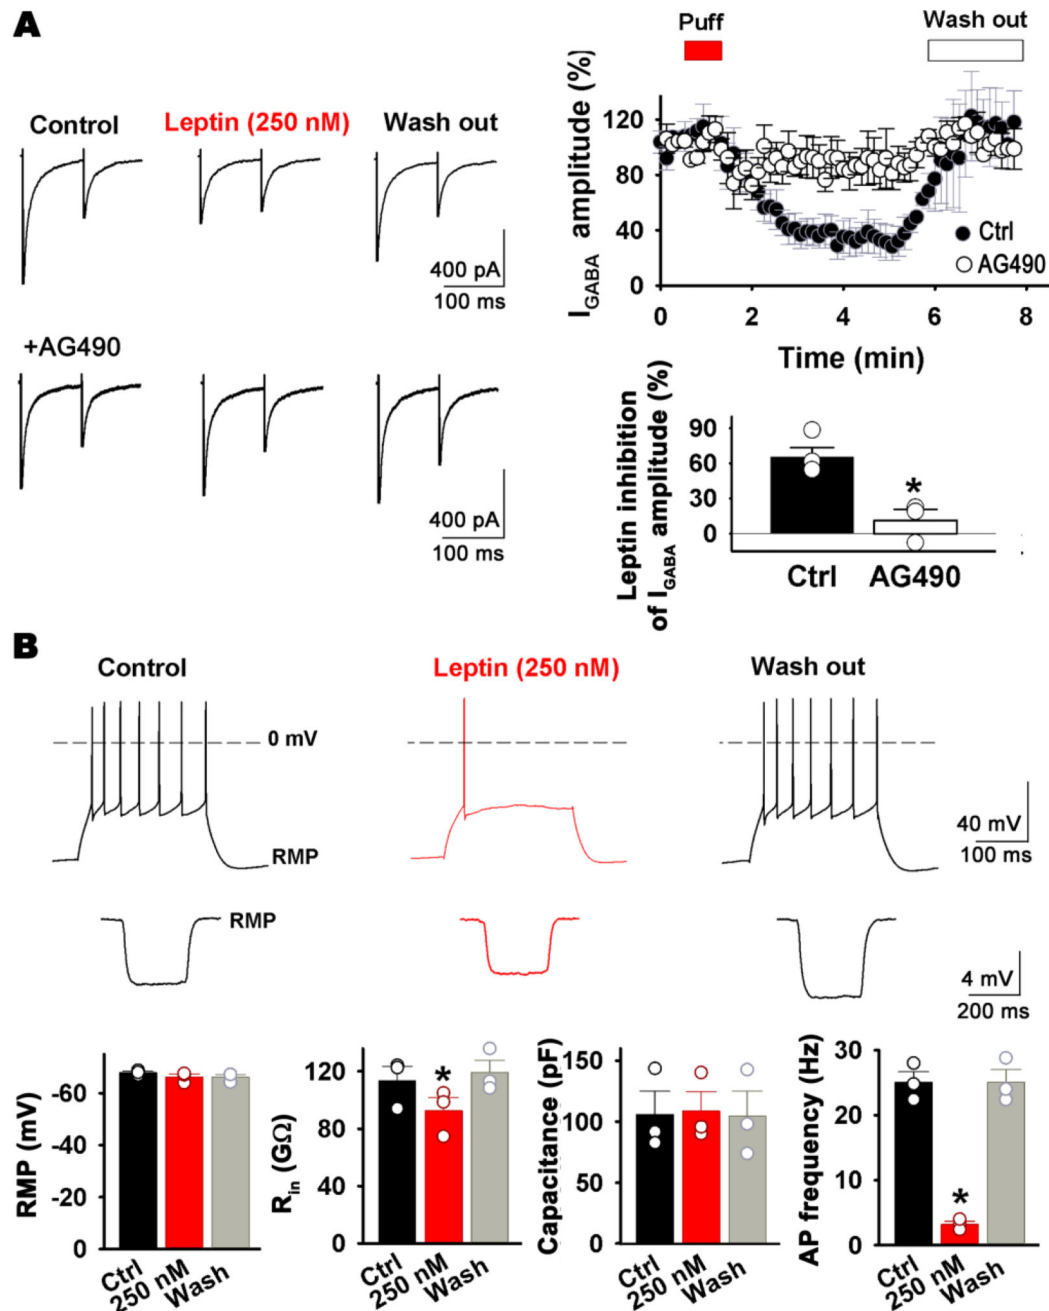 A
Puff
Wash out
Control
Leptin (250 nM)
Wash out
400 pA
100 ms
+AG490
400 pA
100 ms
I_GABA amplitude (%)
120
80
40
0
Ctrl
AG490
0 2 4 6 8
Time (min)
Leptin inhibition
of I_GABA amplitude (%)
90
60
30
0
*
Ctrl AG490
B
Control
Leptin (250 nM)
Wash out
0 mV
RMP
40 mV
100 ms
RMP
4 mV
200 ms
RMP (mV)
-60
-40
-20
0
Ctrl
250 nM
Wash
R_in (GΩ)
120
80
40
0
*
Ctrl
250 nM
Wash
Capacitance (pF)
150
100
50
0
Ctrl
250 nM
Wash
AP frequency (Hz)
30
20
10
0
*
Ctrl
250 nM
Wash